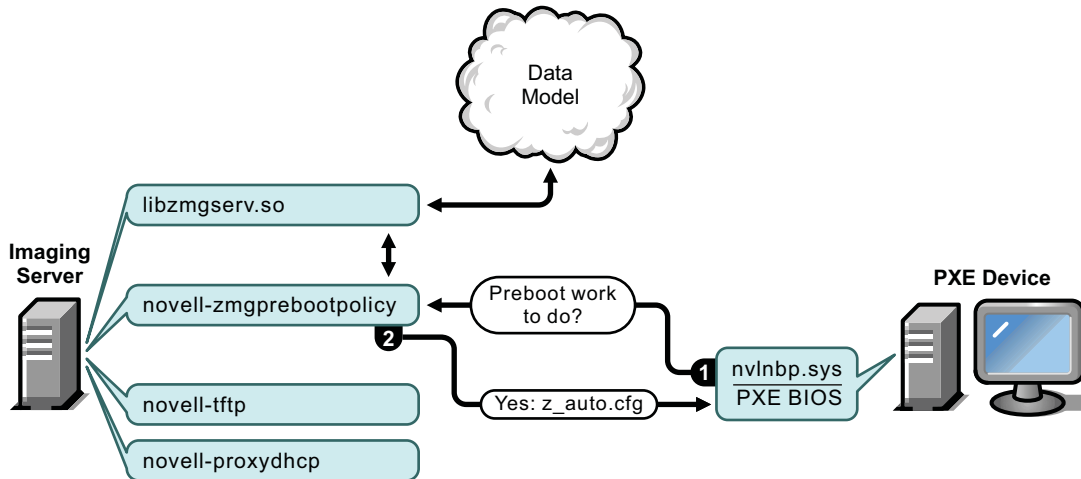 Data
Model
libzmgserv.so
Imaging
Server
novell-zmgprebootpolicy
2
Preboot work
to do?
PXE Device
1
nvlnbp.sys
PXE BIOS
Yes: z_auto.cfg
novell-tftp
novell-proxydhcp